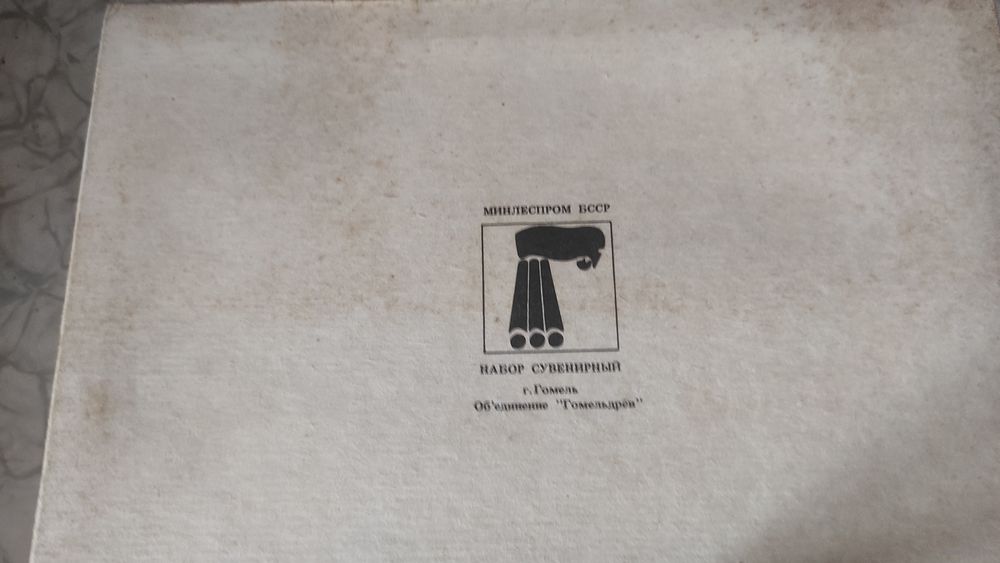 МИНЛЕСПРОМ БССР
НАБОР СУВЕНИРНЫЙ
г.Гомель
Об'единение "Гомельдрев"